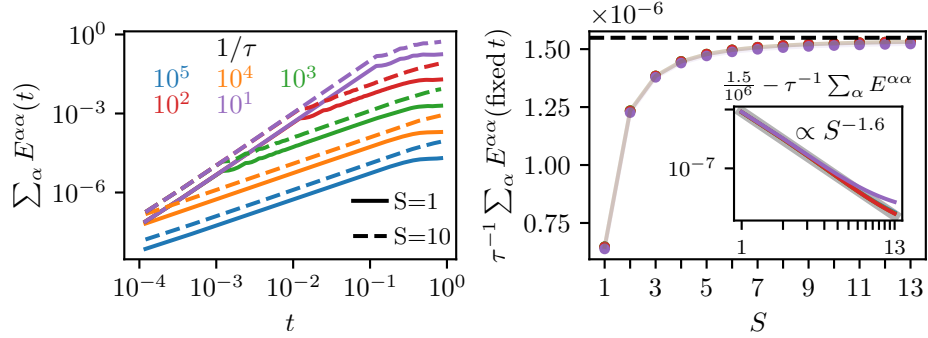 10^0
10^{-3}
10^{-6}
∑_α E^{αα}(t)
1/τ
10^5 10^4 10^3
10^2 10^1
S=1
S=10
10^{-4} 10^{-3} 10^{-2} 10^{-1} 10^0
t
×10^{-6}
1.50
1.25
1.00
0.75
τ^{-1} ∑_α E^{αα}(fixed t)
1.5/10^6 − τ^{-1} ∑_α E^{αα}
∝ S^{-1.6}
10^{-7}
1 13
1 3 5 7 9 11 13
S